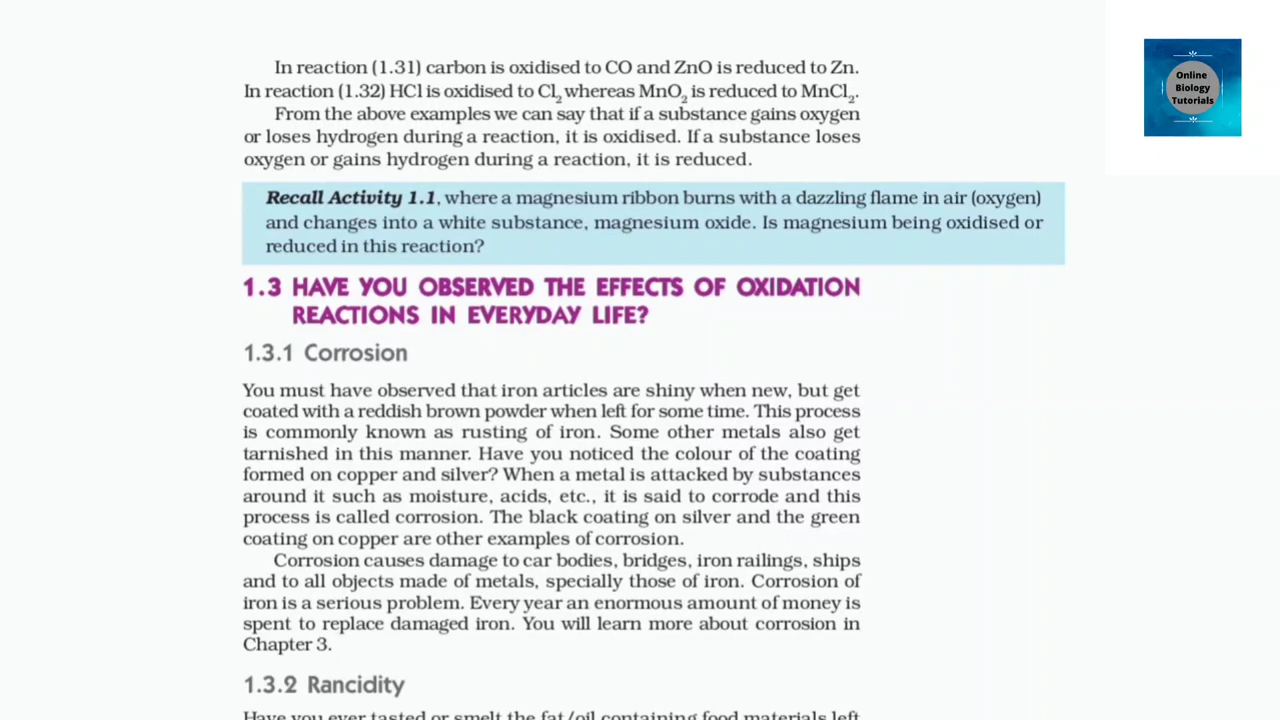 In reaction (1.31) carbon is oxidised to CO and ZnO is reduced to Zn.
In reaction (1.32) HCl is oxidised to Cl₂ whereas MnO₂ is reduced to MnCl₂.
From the above examples we can say that if a substance gains oxygen
or loses hydrogen during a reaction, it is oxidised. If a substance loses
oxygen or gains hydrogen during a reaction, it is reduced.
Recall Activity 1.1, where a magnesium ribbon burns with a dazzling flame in air (oxygen)
and changes into a white substance, magnesium oxide. Is magnesium being oxidised or
reduced in this reaction?
1.3 HAVE YOU OBSERVED THE EFFECTS OF OXIDATION
REACTIONS IN EVERYDAY LIFE?
1.3.1 Corrosion
You must have observed that iron articles are shiny when new, but get
coated with a reddish brown powder when left for some time. This process
is commonly known as rusting of iron. Some other metals also get
tarnished in this manner. Have you noticed the colour of the coating
formed on copper and silver? When a metal is attacked by substances
around it such as moisture, acids, etc., it is said to corrode and this
process is called corrosion. The black coating on silver and the green
coating on copper are other examples of corrosion.
Corrosion causes damage to car bodies, bridges, iron railings, ships
and to all objects made of metals, specially those of iron. Corrosion of
iron is a serious problem. Every year an enormous amount of money is
spent to replace damaged iron. You will learn more about corrosion in
Chapter 3.
1.3.2 Rancidity
Have you ever tasted or smelt the fat/oil containing food materials left
Online
Biology
Tutorials